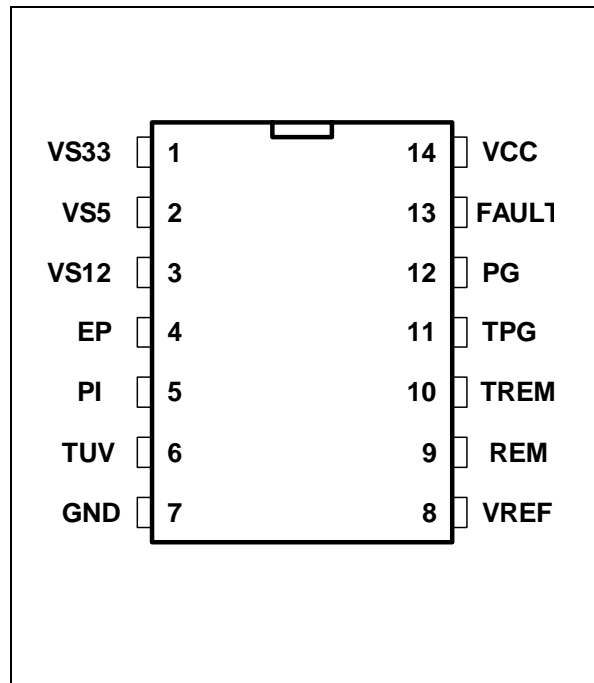 VS33 1 14 VCC
VS5 2 13 FAULT
VS12 3 12 PG
EP 4 11 TPG
PI 5 10 TREM
TUV 6 9 REM
GND 7 8 VREF